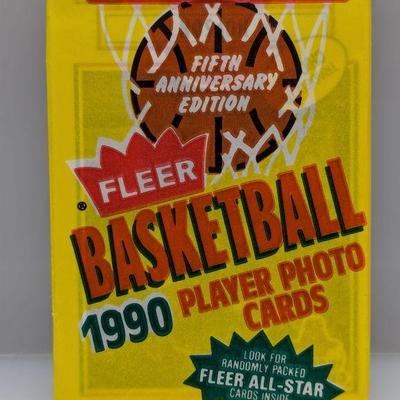 FIFTH
ANNIVERSARY
EDITION
FLEER
®
BASKETBALL
1990 PLAYER PHOTO
CARDS
LOOK FOR
RANDOMLY PACKED
FLEER ALL-STAR
CARDS INSIDE